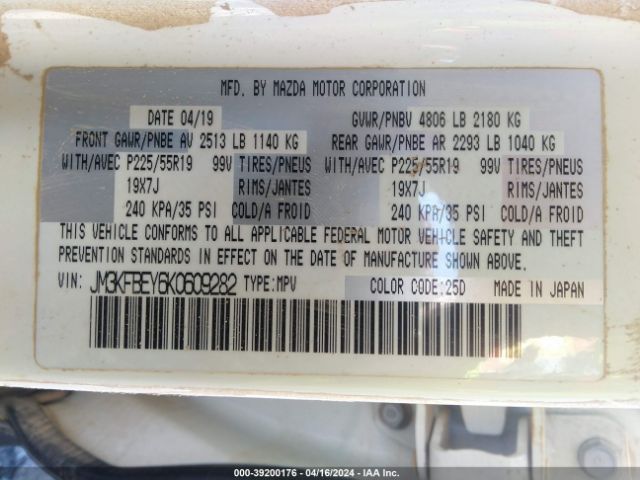 MFD. BY MAZDA MOTOR CORPORATION
DATE 04/19 GVWR/PNBV 4806 LB 2180 KG
FRONT GAWR/PNBE AV 2513 LB 1140 KG REAR GAWR/PNBE AR 2293 LB 1040 KG
WITH/AVEC P225/55R19 99V TIRES/PNEUS WITH/AVEC P225/55R19 99V TIRES/PNEUS
19X7J RIMS/JANTES 19X7J RIMS/JANTES
240 KPA/35 PSI COLD/A FROID 240 KPA/35 PSI COLD/A FROID
THIS VEHICLE CONFORMS TO ALL APPLICABLE FEDERAL MOTOR VEHICLE SAFETY AND THEFT
PREVENTION STANDARDS IN EFFECT ON THE DATE OF MANUFACTURE SHOWN ABOVE.
VIN: JM3KFBEY6K0609282 TYPE:MPV COLOR CODE:25D MADE IN JAPAN
000-39200176 - 04/16/2024 - IAA Inc.